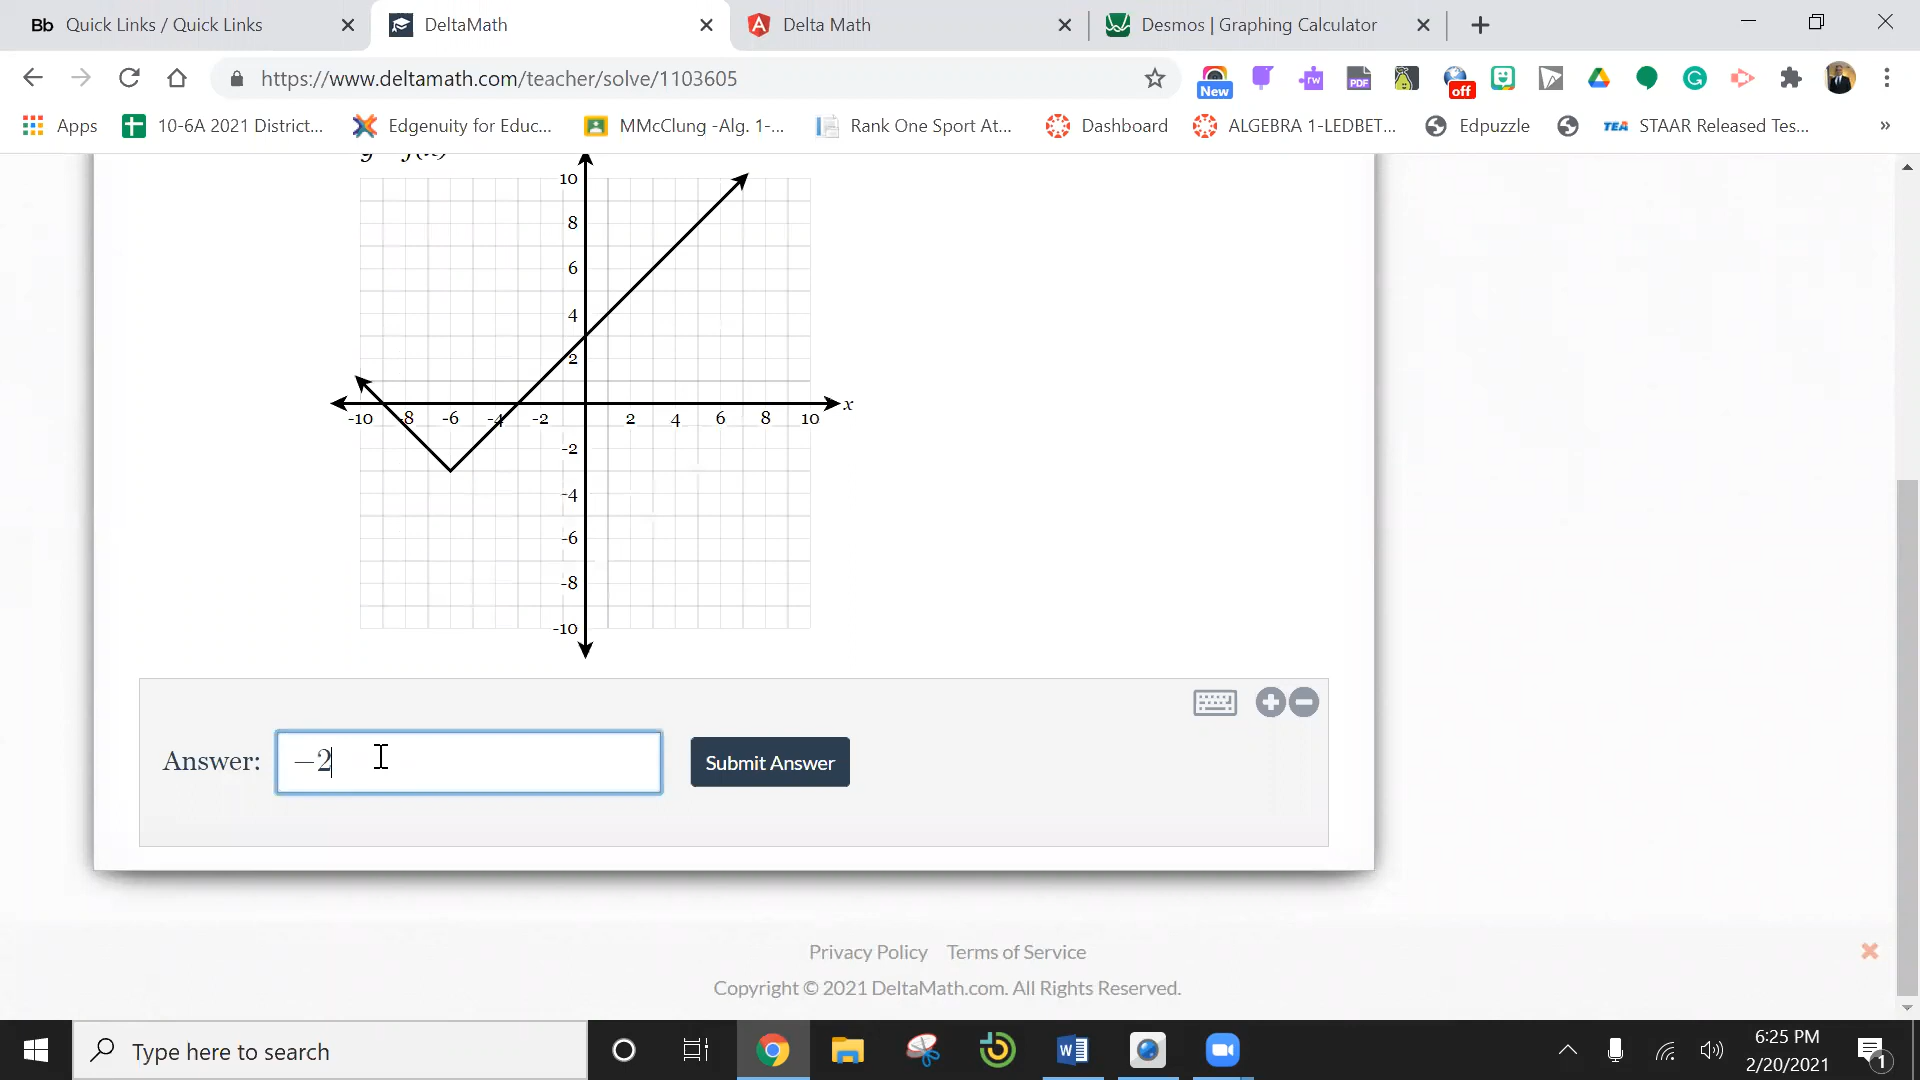 Bb Quick Links / Quick Links
DeltaMath
Delta Math
Desmos | Graphing Calculator
https://www.deltamath.com/teacher/solve/1103605
New
rw
PDF
off
Apps
10-6A 2021 District...
Edgenuity for Educ...
MMcClung -Alg. 1-...
Rank One Sport At...
Dashboard
ALGEBRA 1-LEDBET...
Edpuzzle
TEA STAAR Released Tes...
»
10
8
6
4
2
-10 -8 -6 -4 -2 2 4 6 8 10 x
-2
-4
-6
-8
-10
Answer: −2
Submit Answer
Privacy Policy Terms of Service
Copyright © 2021 DeltaMath.com. All Rights Reserved.
Type here to search
6:25 PM
2/20/2021
1